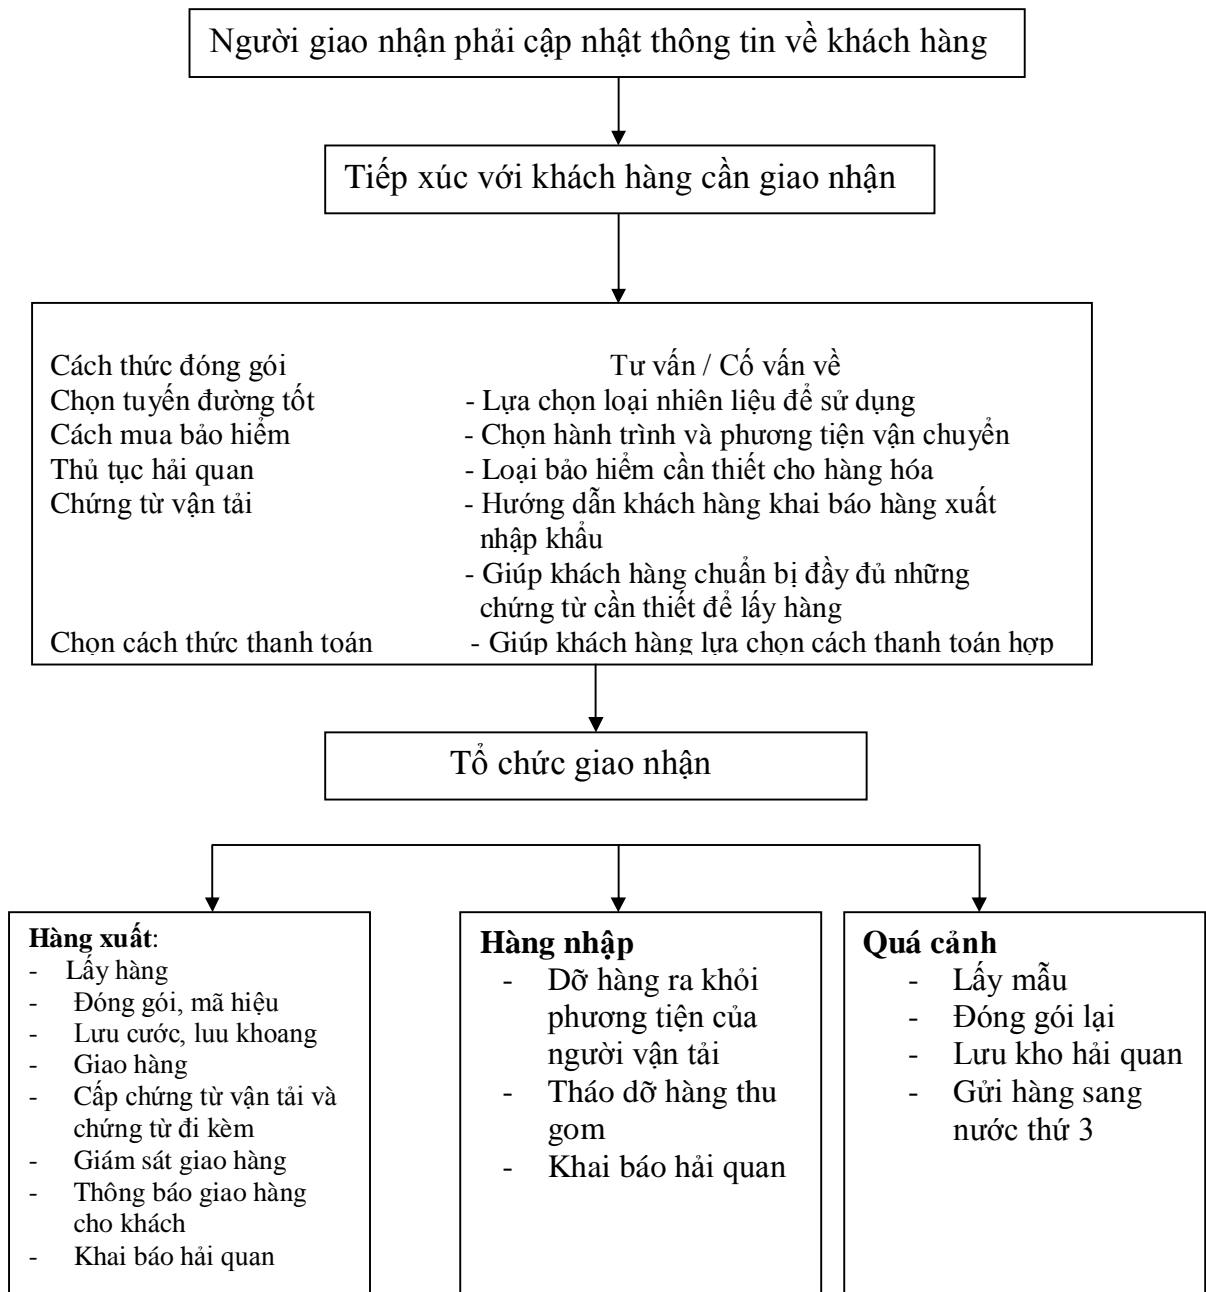 Người giao nhận phải cập nhật thông tin về khách hàng
Tiếp xúc với khách hàng cần giao nhận
Cách thức đóng gói Tư vấn / Cố vấn về
Chọn tuyến đường tốt - Lựa chọn loại nhiên liệu để sử dụng
Cách mua bảo hiểm - Chọn hành trình và phương tiện vận chuyển
Thủ tục hải quan - Loại bảo hiểm cần thiết cho hàng hóa
Chứng từ vận tải - Hướng dẫn khách hàng khai báo hàng xuất
nhập khẩu
- Giúp khách hàng chuẩn bị đầy đủ những
chứng từ cần thiết để lấy hàng
Chọn cách thức thanh toán - Giúp khách hàng lựa chọn cách thanh toán hợp
Tổ chức giao nhận
Hàng xuất:
- Lấy hàng
- Đóng gói, mã hiệu
- Lưu cước, luu khoang
- Giao hàng
- Cấp chứng từ vận tải và
chứng từ đi kèm
- Giám sát giao hàng
- Thông báo giao hàng
cho khách
- Khai báo hải quan
Hàng nhập
- Dỡ hàng ra khỏi
phương tiện của
người vận tải
- Tháo dỡ hàng thu
gom
- Khai báo hải quan
Quá cảnh
- Lấy mẫu
- Đóng gói lại
- Lưu kho hải quan
- Gửi hàng sang
nước thứ 3